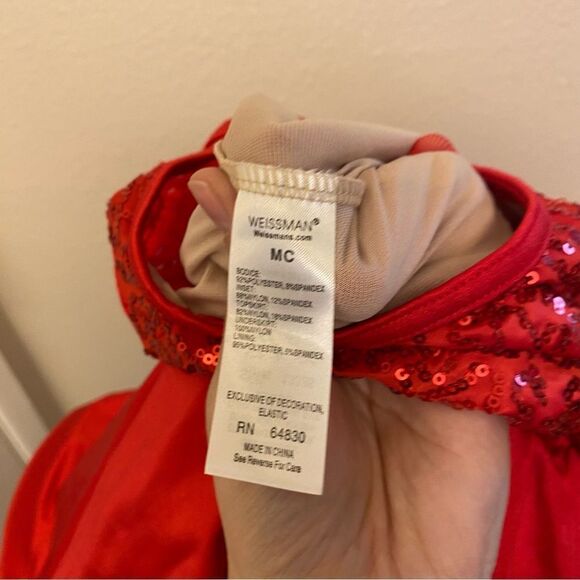 WEISSMAN®
Weissmans.com
MC
BODICE:
92%POLYESTER, 8%SPANDEX
INSET:
88%NYLON, 12%SPANDEX
TOPSKIRT:
82%NYLON, 18%SPANDEX
UNDERSKIRT:
100%NYLON
LINING:
95%POLYESTER, 5%SPANDEX
EXCLUSIVE OF DECORATION,
ELASTIC
RN 64830
MADE IN CHINA
See Reverse For Care